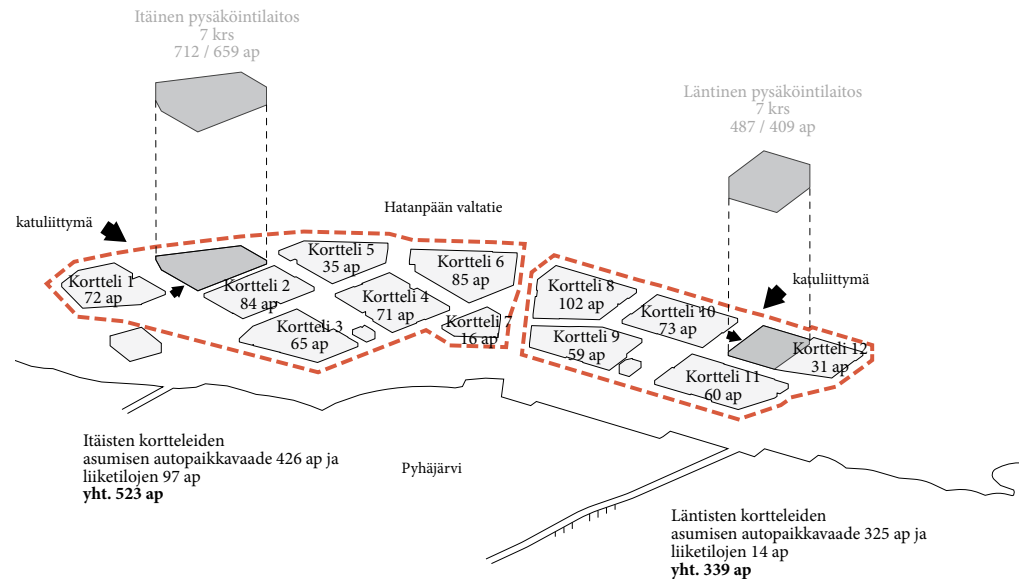 Itäinen pysäköintilaitos
7 krs
712 / 659 ap
Läntinen pysäköintilaitos
7 krs
487 / 409 ap
katuliittymä
Hatanpään valtatie
katuliittymä
Kortteli 1
72 ap
Kortteli 2
84 ap
Kortteli 3
65 ap
Kortteli 4
71 ap
Kortteli 5
35 ap
Kortteli 6
85 ap
Kortteli 7
16 ap
Kortteli 8
102 ap
Kortteli 9
59 ap
Kortteli 10
73 ap
Kortteli 11
60 ap
Kortteli 12
31 ap
Itäisten kortteleiden
asumisen autopaikkavaade 426 ap ja
liiketilojen 97 ap
yht. 523 ap
Pyhäjärvi
Läntisten kortteleiden
asumisen autopaikkavaade 325 ap ja
liiketilojen 14 ap
yht. 339 ap